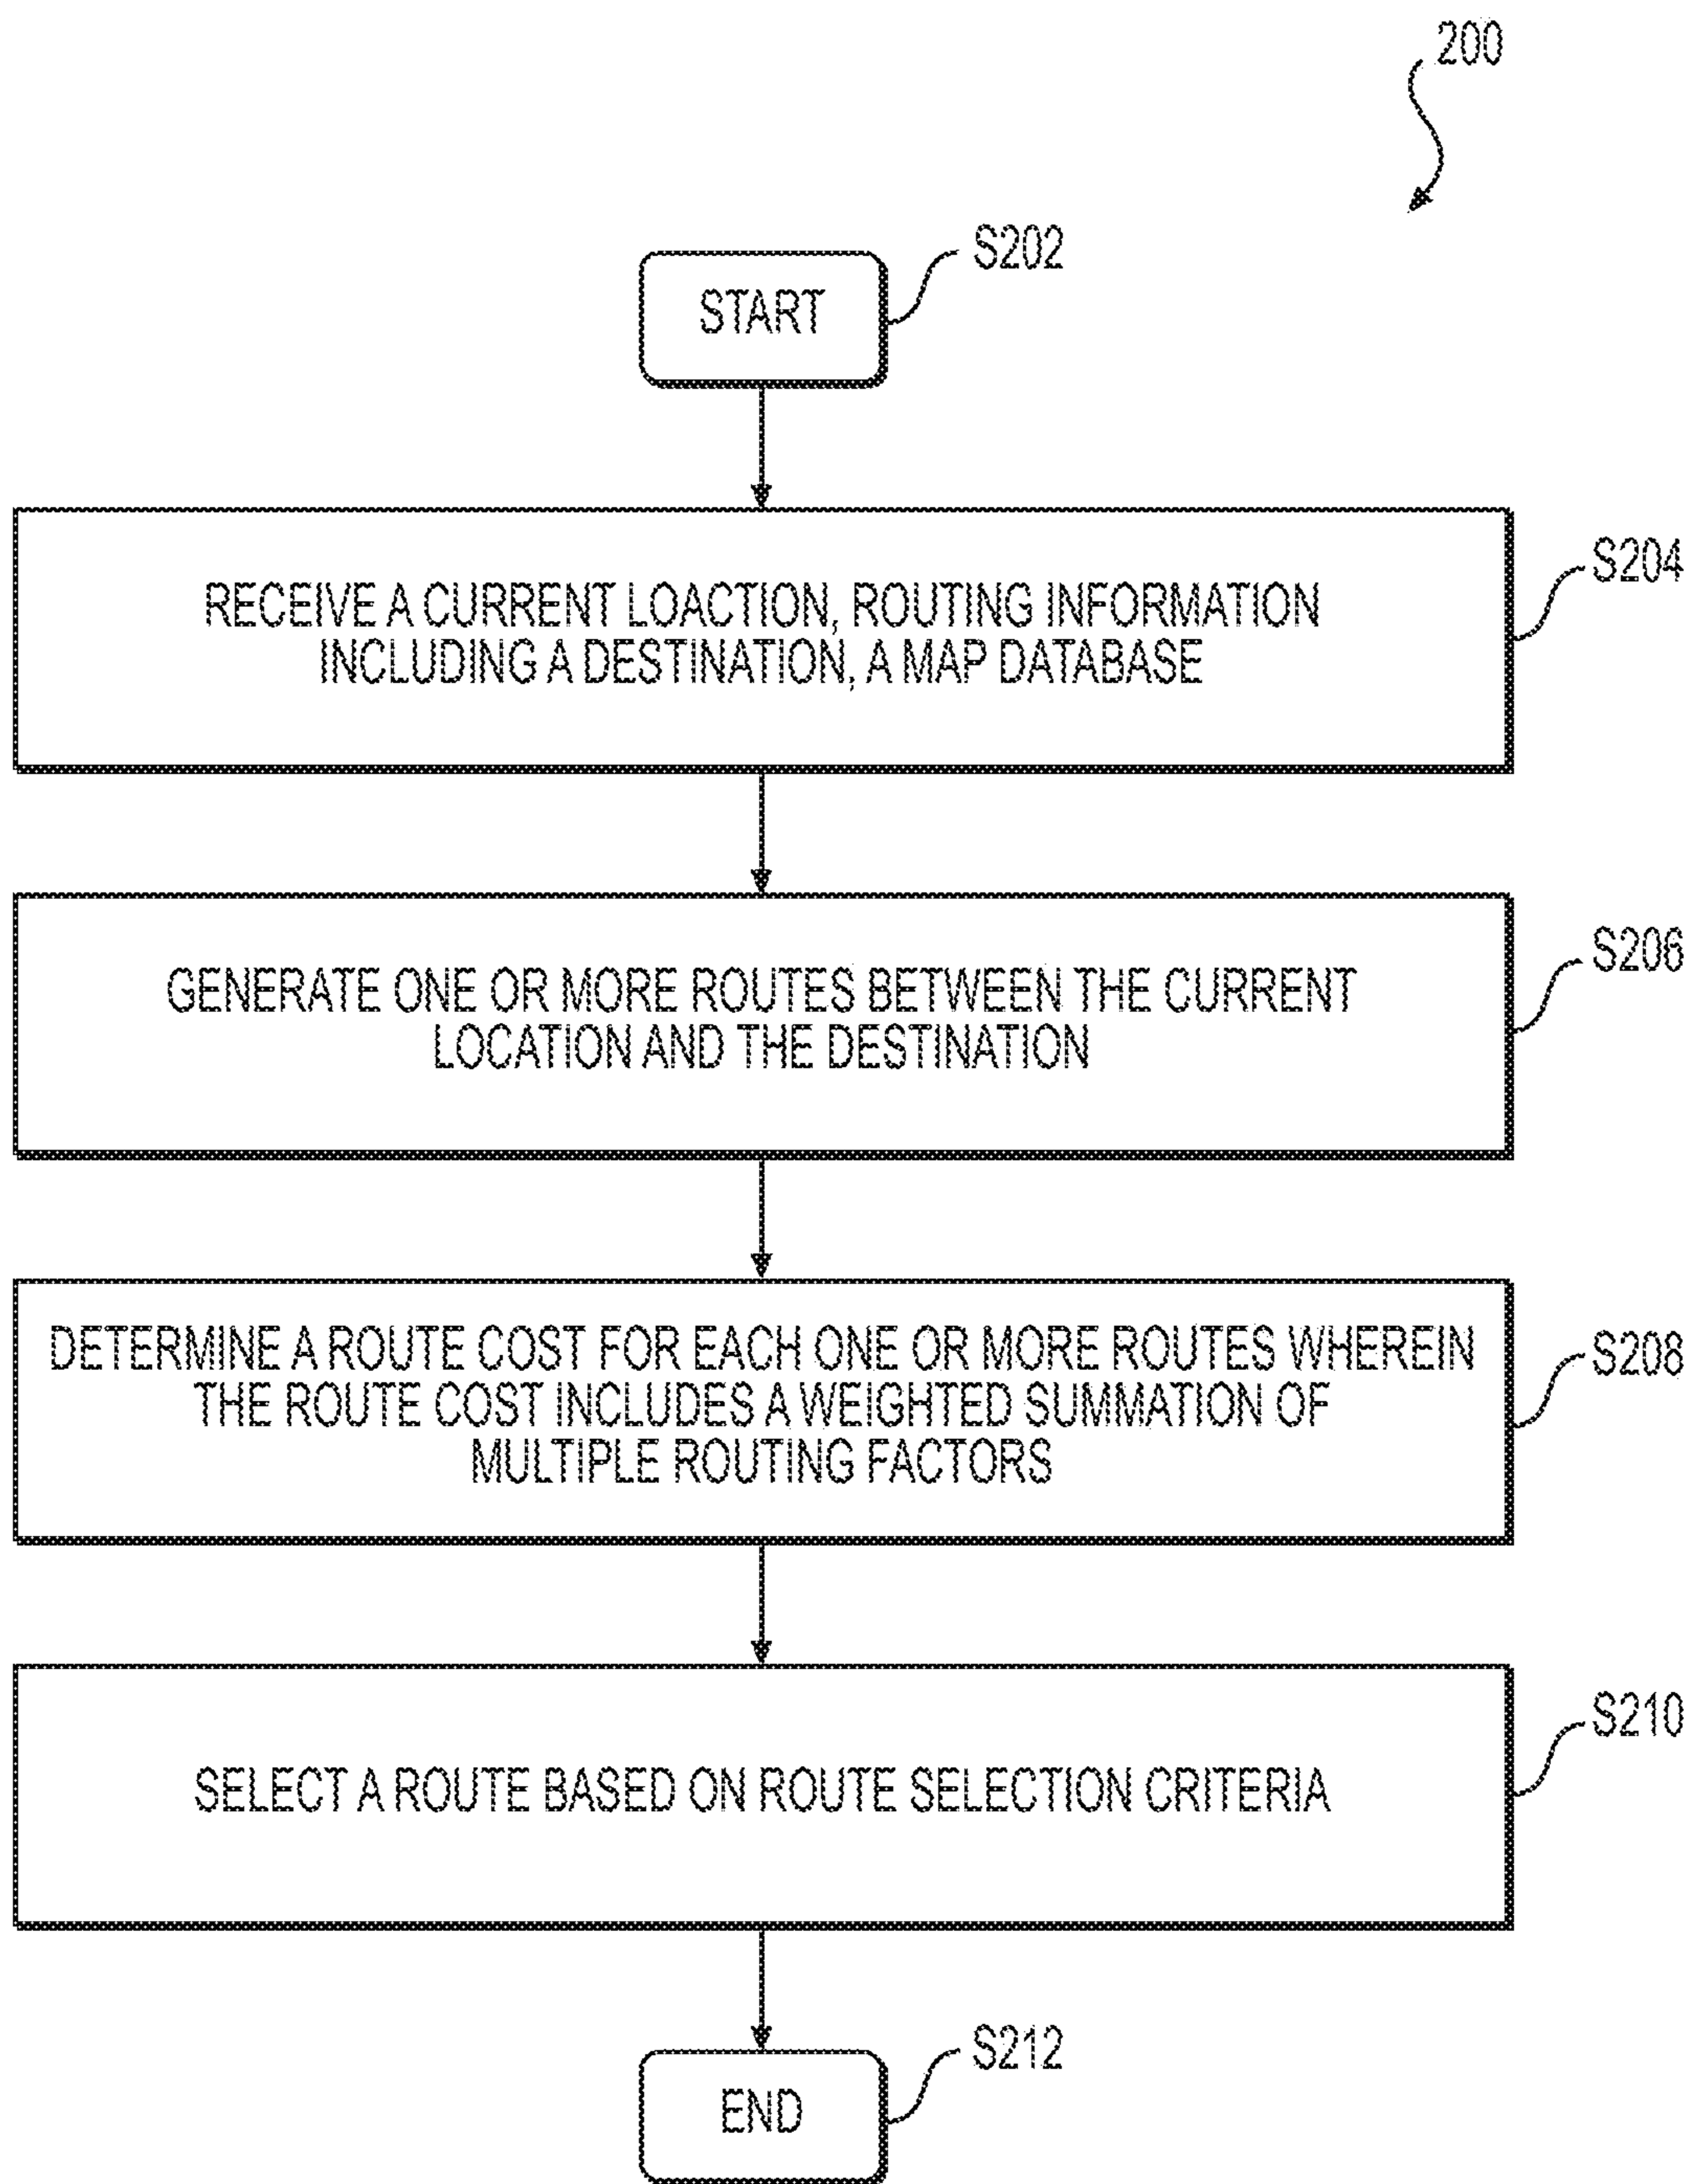 200
S202
START
S204
RECEIVE A CURRENT LOACTION, ROUTING INFORMATION
INCLUDING A DESTINATION, A MAP DATABASE
S206
GENERATE ONE OR MORE ROUTES BETWEEN THE CURRENT
LOCATION AND THE DESTINATION
S208
DETERMINE A ROUTE COST FOR EACH ONE OR MORE ROUTES WHEREIN
THE ROUTE COST INCLUDES A WEIGHTED SUMMATION OF
MULTIPLE ROUTING FACTORS
S210
SELECT A ROUTE BASED ON ROUTE SELECTION CRITERIA
S212
END